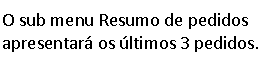 O sub menu Resumo de pedidos
apresentará os últimos 3 pedidos.